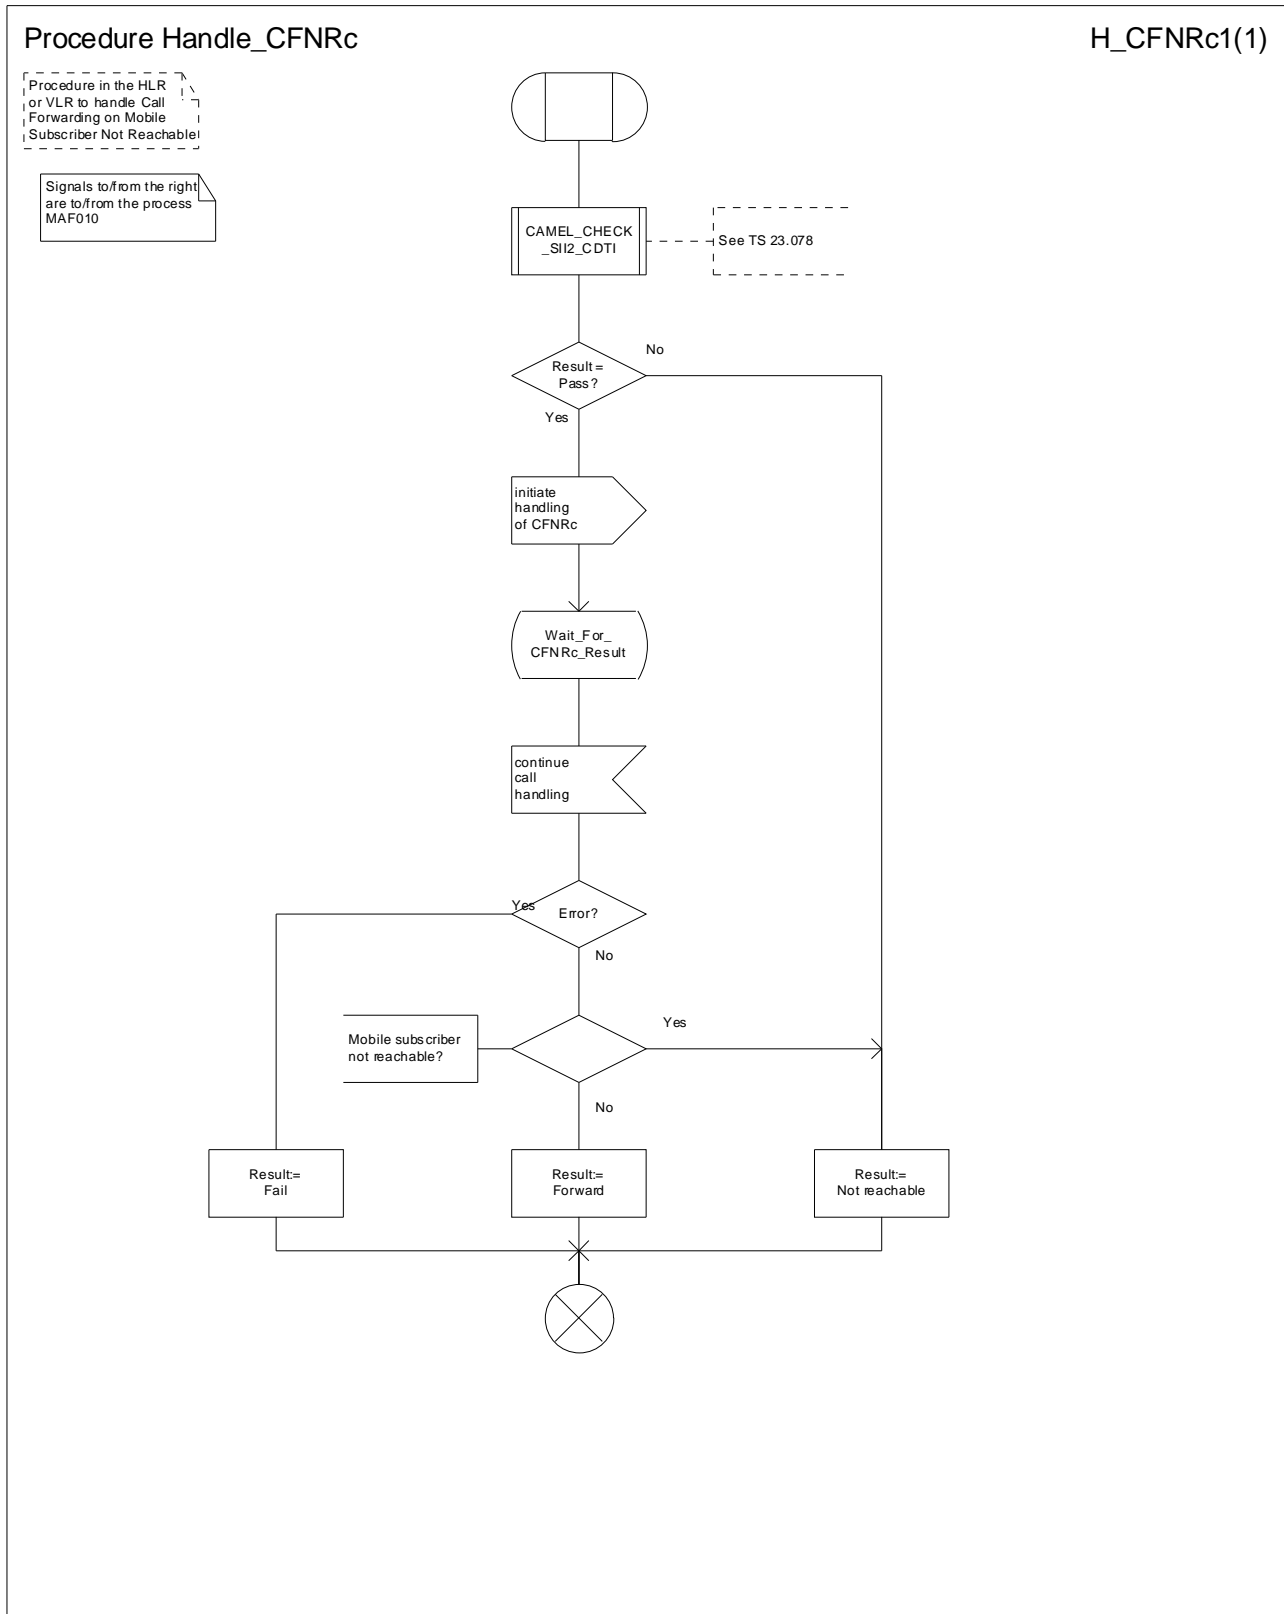 Procedure Handle_CFNRc
H_CFNRc1(1)
Procedure in the HLR
or VLR to handle Call
Forwarding on Mobile
Subscriber Not Reachable
Signals to/from the right
are to/from the process
MAF010
CAMEL_CHECK
_SII2_CDTI
See TS 23.078
Result =
Pass?
No
Yes
initiate
handling
of CFNRc
Wait_For_
CFNRc_Result
continue
call
handling
Yes
Error?
No
Mobile subscriber
not reachable?
Yes
No
Result:=
Fail
Result:=
Forward
Result:=
Not reachable